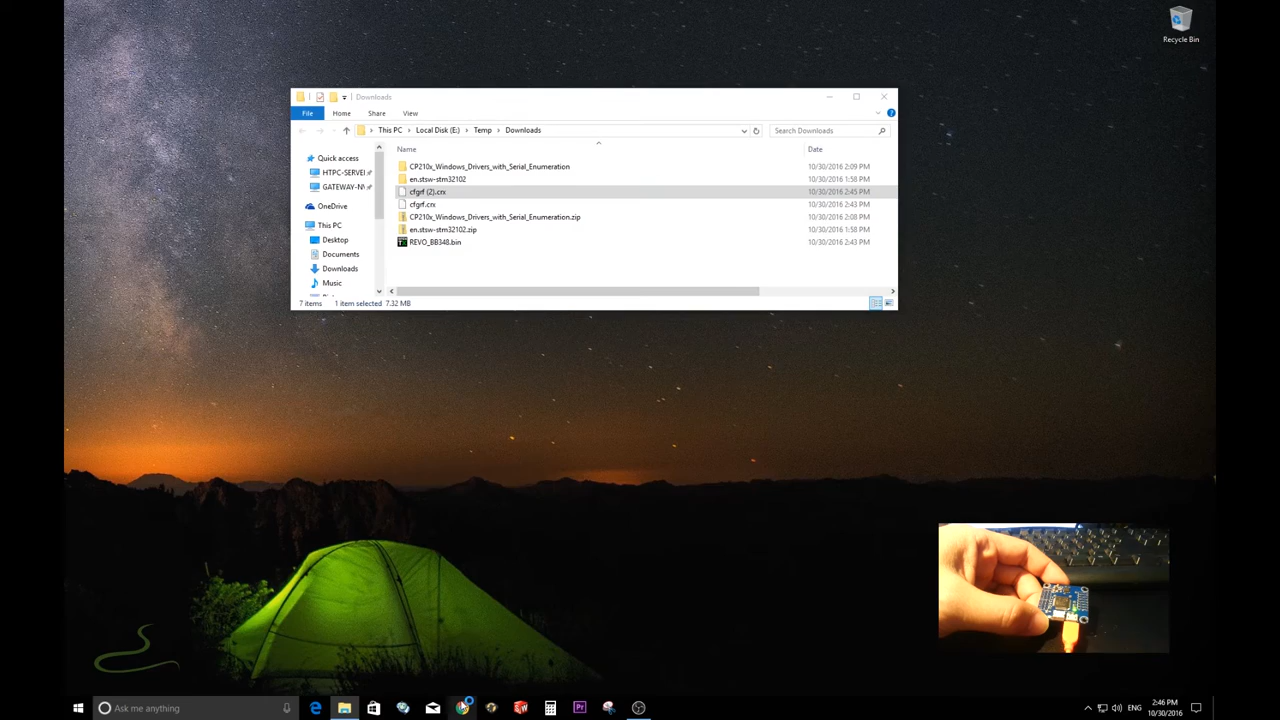 Recycle Bin
Downloads
File Home Share View
This PC Local Disk (E:) Temp Downloads Search Downloads
Name Date
Quick access
HTPC-SERVE
GATEWAY-N
OneDrive
This PC
Desktop
Documents
Downloads
Music
CP210x_Windows_Drivers_with_Serial_Enumeration 10/30/2016 2:09 PM
en.stsw-stm32102 10/30/2016 1:58 PM
cfgrf (2).crx 10/30/2016 2:45 PM
cfgrf.crx 10/30/2016 2:43 PM
CP210x_Windows_Drivers_with_Serial_Enumeration.zip 10/30/2016 2:08 PM
en.stsw-stm32102.zip 10/30/2016 1:58 PM
REVO_BB348.bin 10/30/2016 2:43 PM
7 items 1 item selected 7.32 MB
Ask me anything
Pr
ENG
2:46 PM
10/30/2016